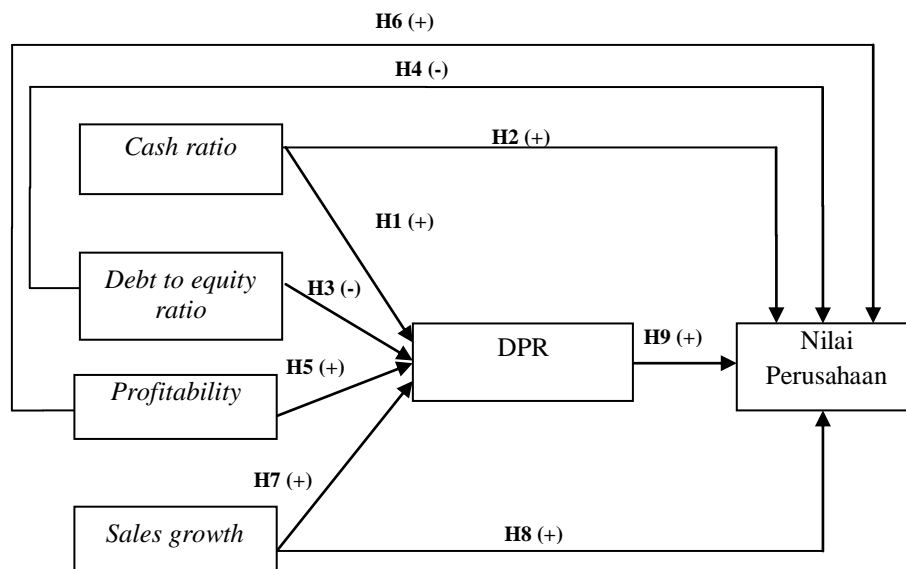 H6 (+)
H4 (-)
Cash ratio
H2 (+)
H1 (+)
Debt to equity
ratio
H3 (-)
DPR
H9 (+)
Nilai
Perusahaan
H5 (+)
Profitability
H7 (+)
Sales growth
H8 (+)